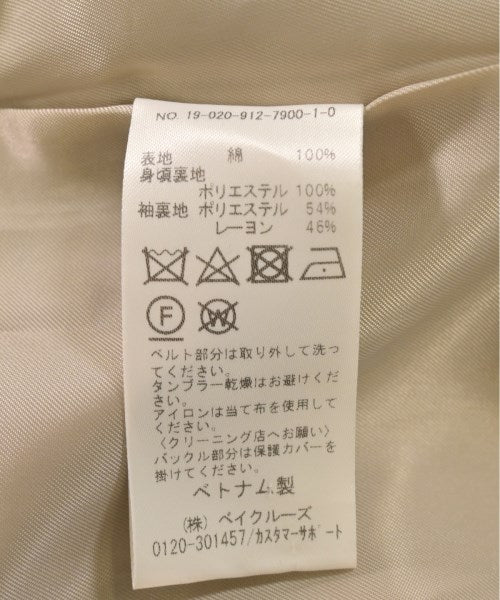 NO. 19-020-912-7900-1-0
表地 綿 100%
身頃裏地
ポリエステル 100%
袖裏地 ポリエステル 54%
レーヨン 46%
F W
ベルト部分は取り外して洗っ
てください。
タンブラー乾燥はお避けくだ
さい。
アイロンは当て布を使用して
ください。
〈クリーニング店へお願い〉
バックル部分は保護カバーを
掛けてください。
ベトナム製
(株) ベイクルーズ
0120-301457/カスタマーサポート